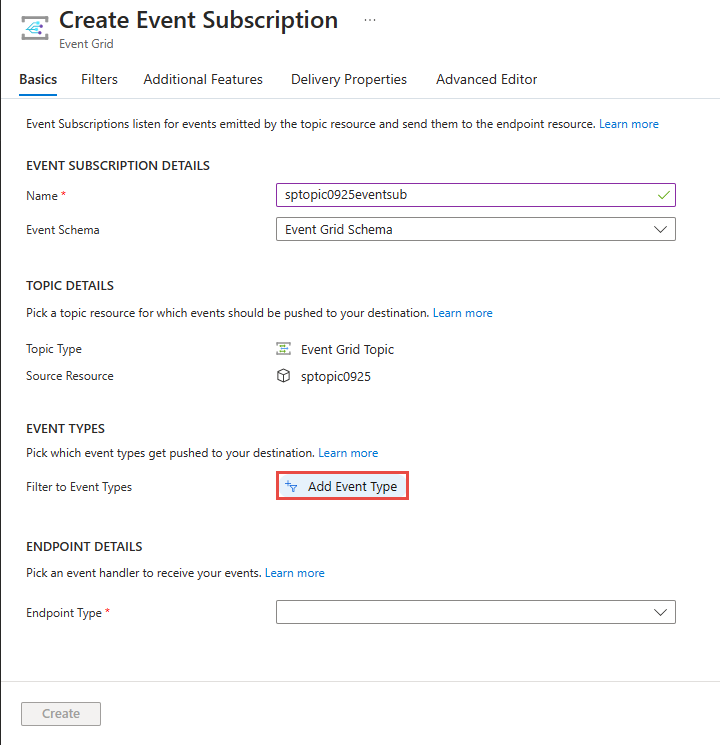 Create Event Subscription ...
Event Grid
Basics Filters Additional Features Delivery Properties Advanced Editor
Event Subscriptions listen for events emitted by the topic resource and send them to the endpoint resource. Learn more
EVENT SUBSCRIPTION DETAILS
Name * sptopic0925eventsub
Event Schema Event Grid Schema
TOPIC DETAILS
Pick a topic resource for which events should be pushed to your destination. Learn more
Topic Type Event Grid Topic
Source Resource sptopic0925
EVENT TYPES
Pick which event types get pushed to your destination. Learn more
Filter to Event Types Add Event Type
ENDPOINT DETAILS
Pick an event handler to receive your events. Learn more
Endpoint Type *
Create